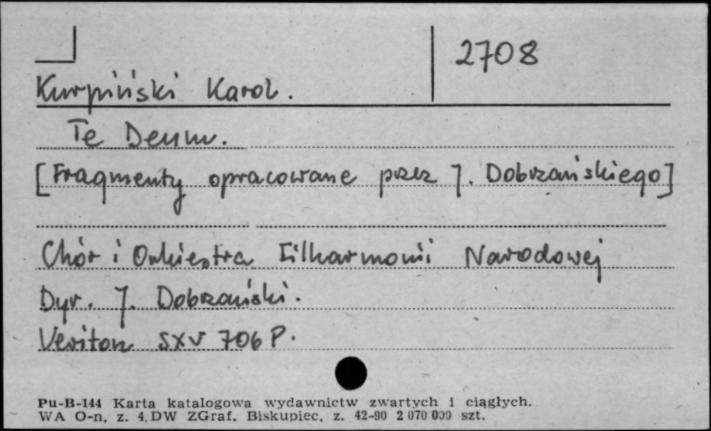 2708
Kurpiński Karol.
Te Deum.
[Fragmenty opracowane przez J. Dobrzańskiego]
Chór i Orkiestra Filharmonii Narodowej
Dyr. J. Dobrzański.
Veriton SXV 706 P.
Pu-B-144 Karta katalogowa wydawnictw zwartych i ciągłych.
WA O-n, z. 4, DW ZGraf. Biskupiec, z. 42-90 2 070 000 szt.